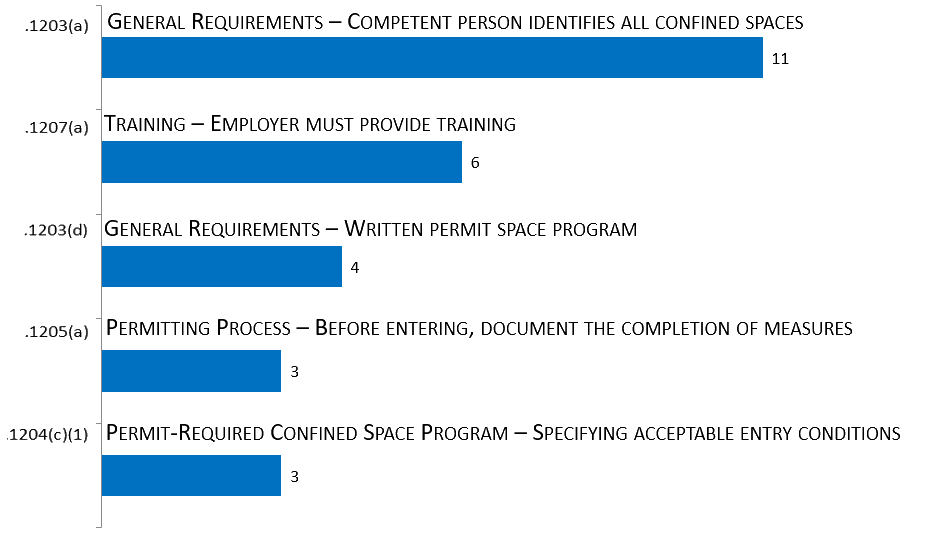 .1203(a) GENERAL REQUIREMENTS – COMPETENT PERSON IDENTIFIES ALL CONFINED SPACES
11
.1207(a) TRAINING – EMPLOYER MUST PROVIDE TRAINING
6
.1203(d) GENERAL REQUIREMENTS – WRITTEN PERMIT SPACE PROGRAM
4
.1205(a) PERMITTING PROCESS – BEFORE ENTERING, DOCUMENT THE COMPLETION OF MEASURES
3
.1204(c)(1) PERMIT-REQUIRED CONFINED SPACE PROGRAM – SPECIFYING ACCEPTABLE ENTRY CONDITIONS
3